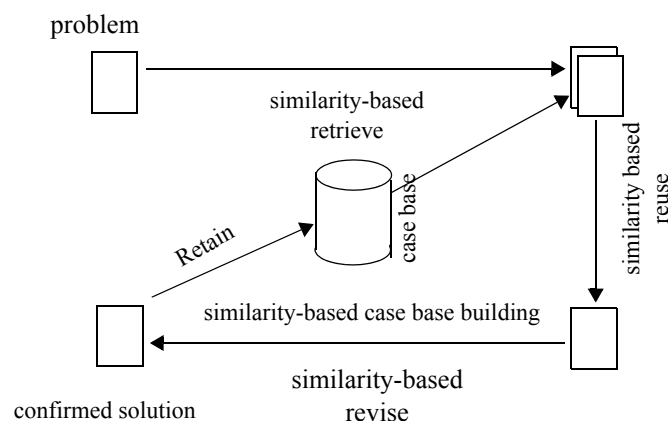 problem
similarity-based
retrieve
similarity based
reuse
case base
Retain
similarity-based case base building
similarity-based
revise
confirmed solution